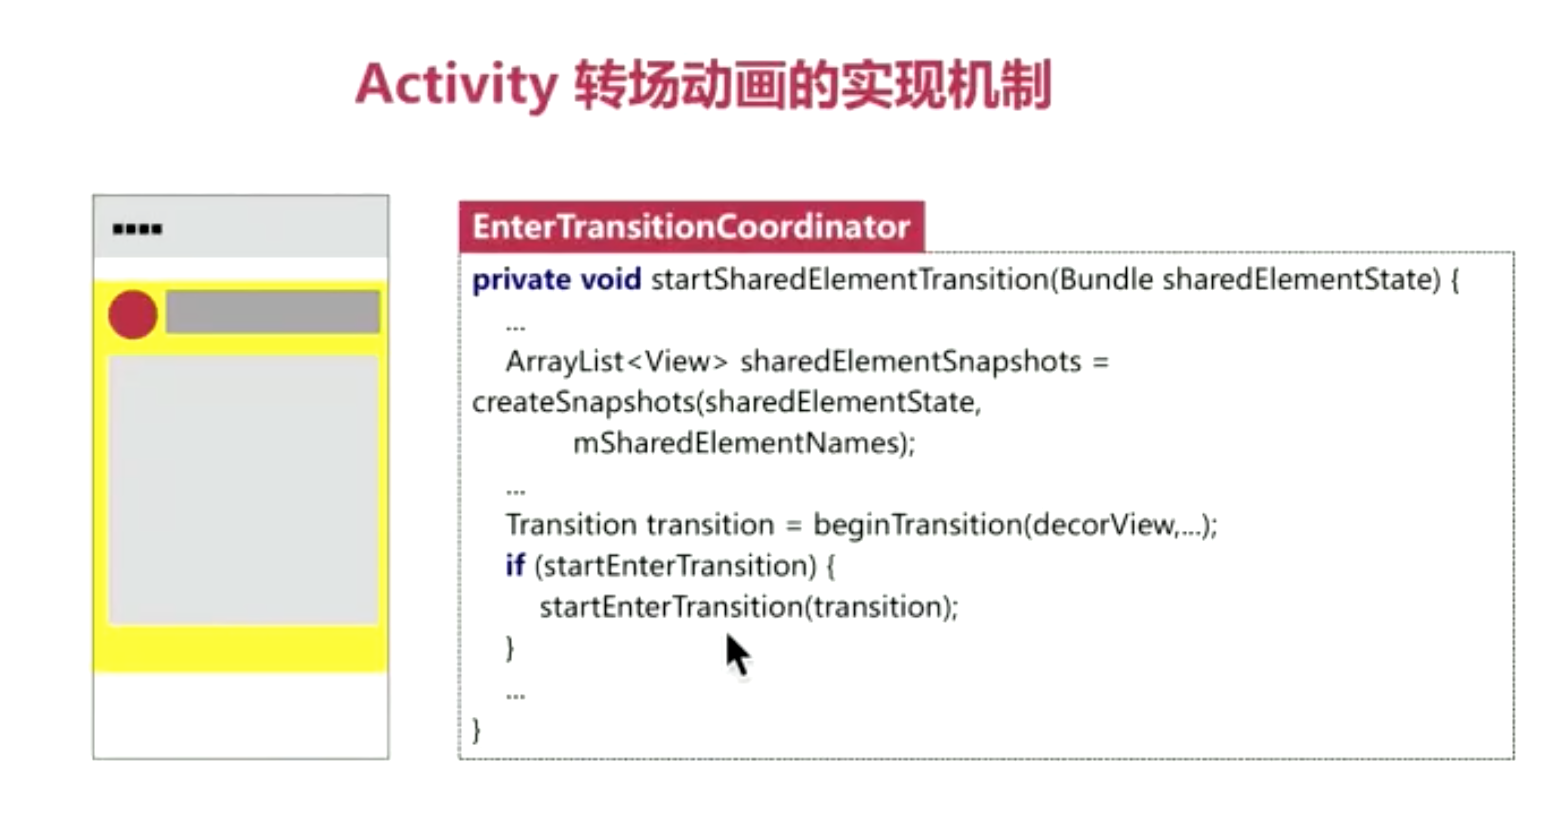 Activity 转场动画的实现机制
EnterTransitionCoordinator
private void startSharedElementTransition(Bundle sharedElementState) {
...
ArrayList<View> sharedElementSnapshots =
createSnapshots(sharedElementState,
mSharedElementNames);
...
Transition transition = beginTransition(decorView,...);
if (startEnterTransition) {
startEnterTransition(transition);
}
...
}